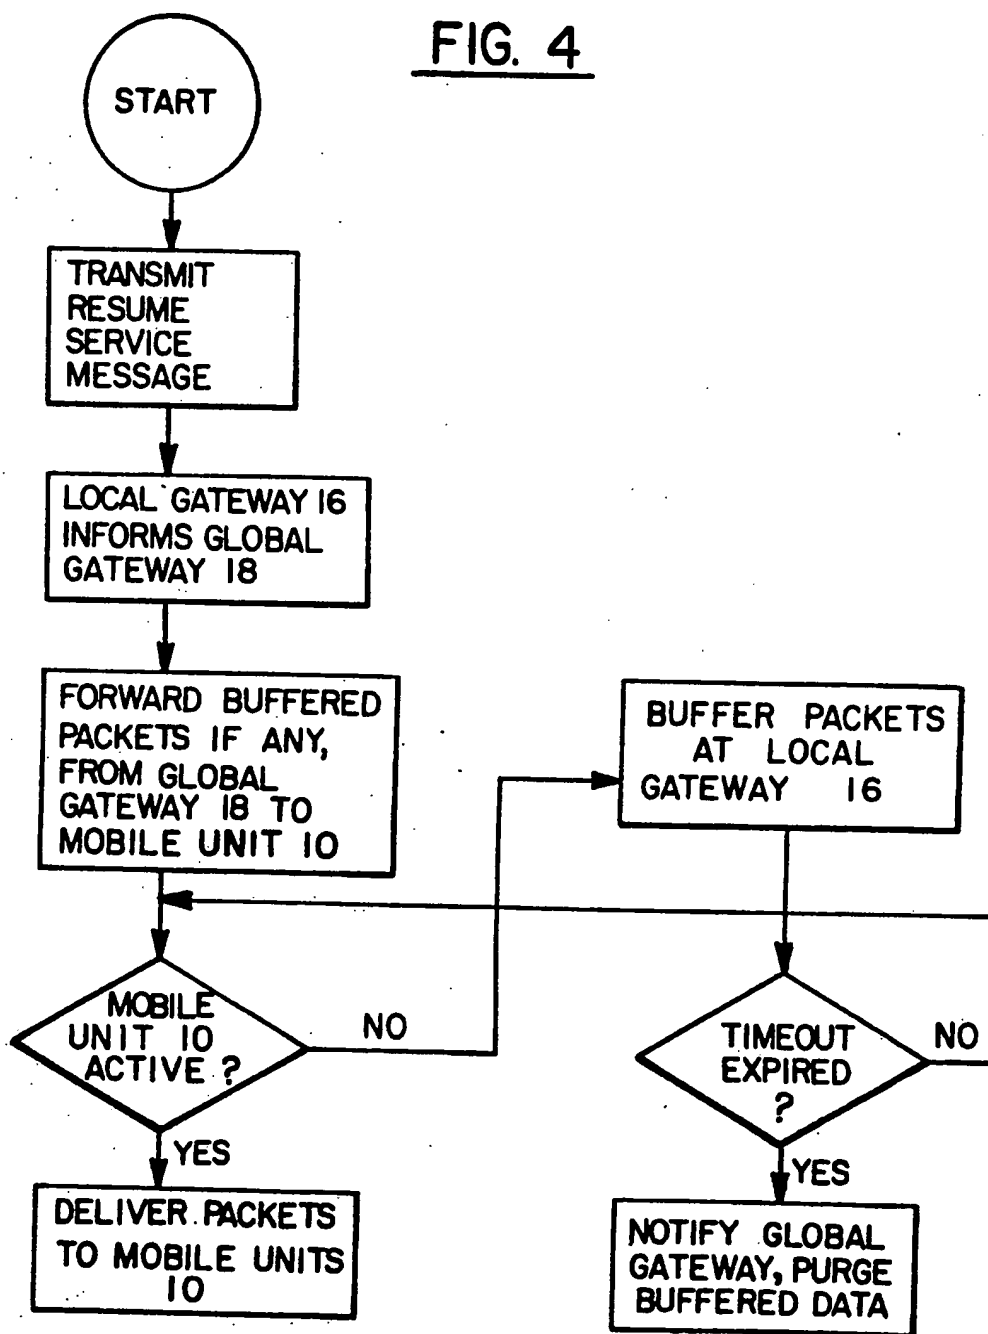 FIG. 4
START
TRANSMIT
RESUME
SERVICE
MESSAGE
LOCAL GATEWAY 16
INFORMS GLOBAL
GATEWAY 18
FORWARD BUFFERED
PACKETS IF ANY,
FROM GLOBAL
GATEWAY 18 TO
MOBILE UNIT 10
BUFFER PACKETS
AT LOCAL
GATEWAY 16
MOBILE
UNIT 10
ACTIVE ?
NO
YES
DELIVER PACKETS
TO MOBILE UNITS
10
TIMEOUT
EXPIRED
?
NO
YES
NOTIFY GLOBAL
GATEWAY, PURGE
BUFFERED DATA